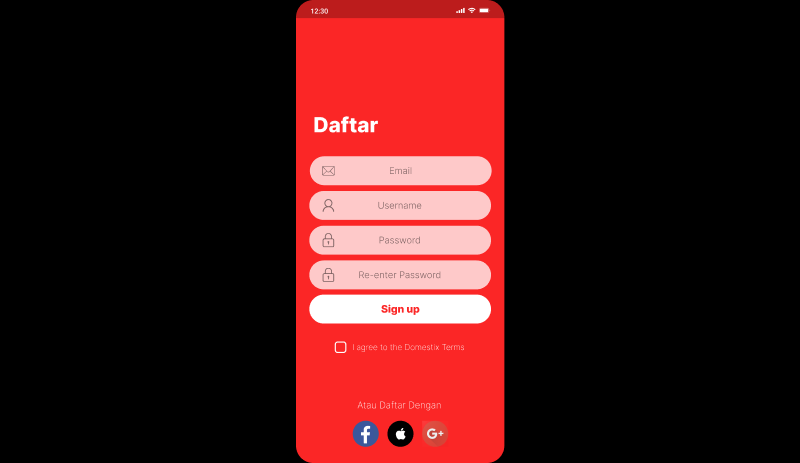 12:30
Daftar
Email
Username
Password
Re-enter Password
Sign up
I agree to the Domestix Terms
Atau Daftar Dengan
f
G+